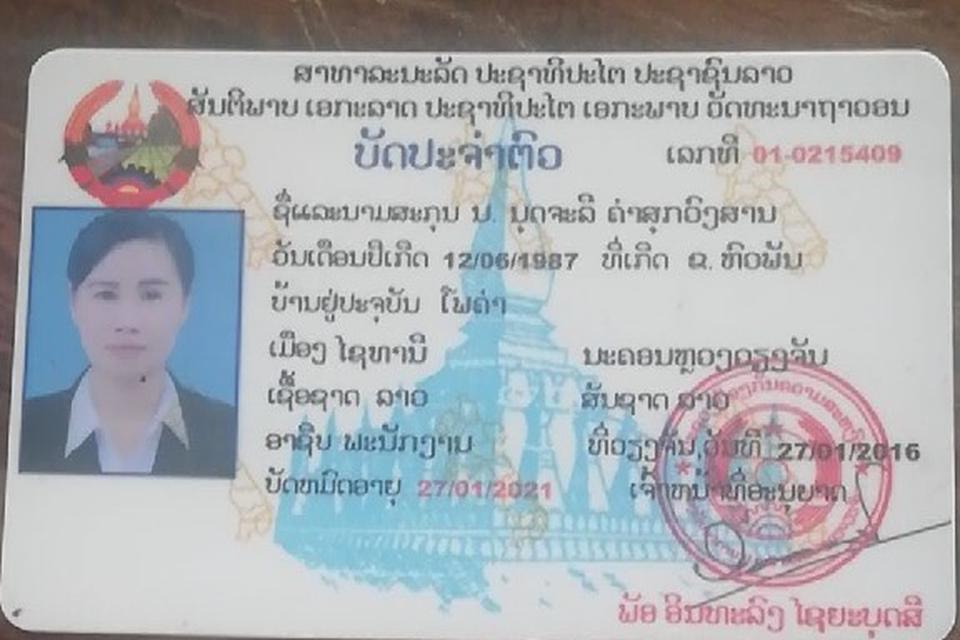 ສາທາລະນະລັດ ປະຊາທິປະໄຕ ປະຊາຊົນລາວ
ສັນຕິພາບ ເອກະລາດ ປະຊາທິປະໄຕ ເອກະພາບ ວັດທະນາຖາວອນ
ບັດປະຈຳຕົວ ເລກທີ 01-0215409
ຊື່ແລະນາມສະກຸນ ນ. ນຸດຈະລີ ຄຳສຸກວົງສານ
ວັນເດືອນປີເກີດ 12/06/1987 ທີ່ເກີດ ຂ. ຫົວພັນ
ບ້ານຢູ່ປະຈຸບັນ ໂພຄຳ
ເມືອງ ໄຊທານີ ນະຄອນຫຼວງວຽງຈັນ
ເຊື້ອຊາດ ລາວ ສັນຊາດ ລາວ
ອາຊີບ ພະນັກງານ ທີ່ວຽງຈັນ,ວັນທີ 27/01/2016
ບັດຫມົດອາຍຸ 27/01/2021 ເຈົ້າຫນ້າທີ່ອະນຸຍາດ
ພັອ ອິນທະລົງ ໄຊຍະບຸດສີ